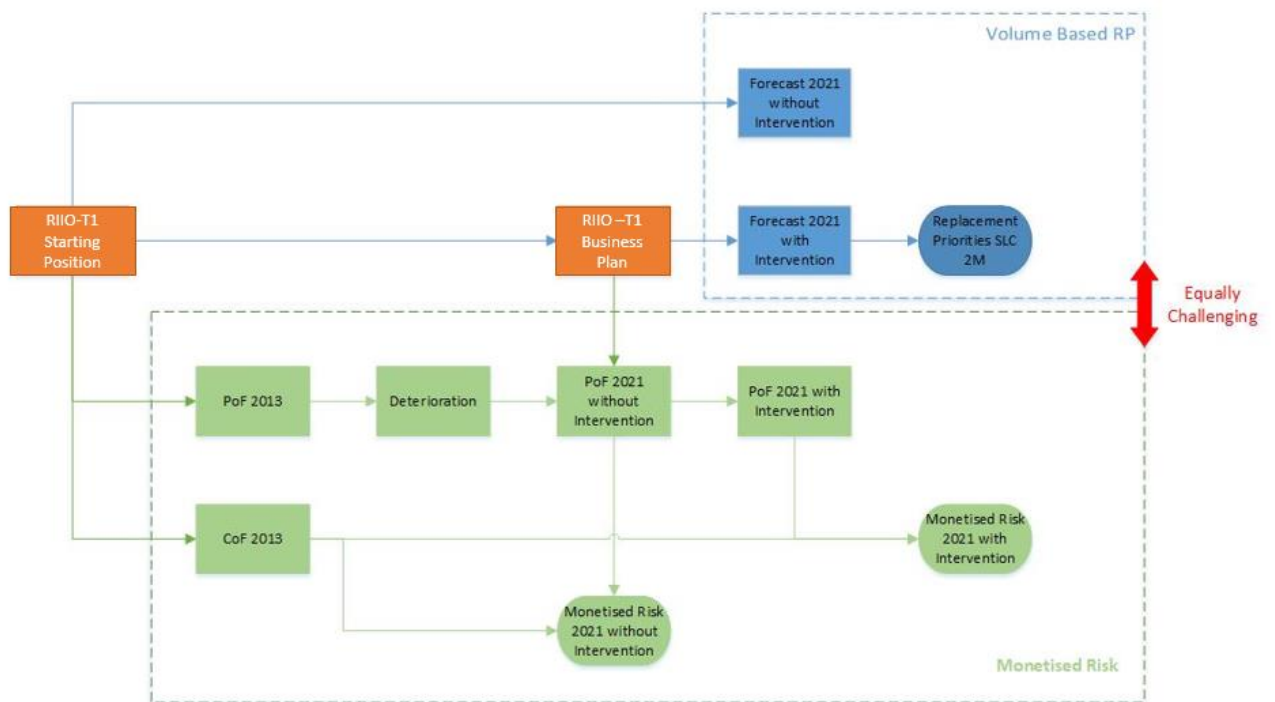 Volume Based RP
Forecast 2021
without
Intervention
RIIO-T1
Starting
Position
RIIO –T1
Business
Plan
Forecast 2021
with
Intervention
Replacement
Priorities SLC
2M
Equally
Challenging
PoF 2013
Deterioration
PoF 2021
without
Intervention
PoF 2021 with
Intervention
CoF 2013
Monetised Risk
2021 with
Intervention
Monetised Risk
2021 without
Intervention
Monetised Risk